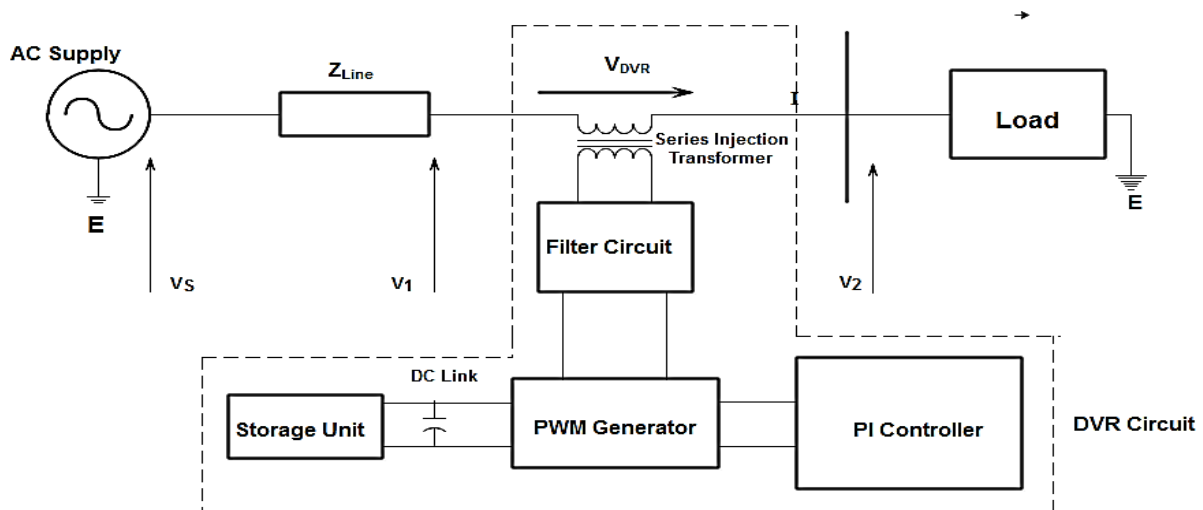 AC Supply
E
VS
ZLine
V1
VDVR
Series Injection
Transformer
I
V2
Load
E
Filter Circuit
DC Link
Storage Unit
PWM Generator
PI Controller
DVR Circuit